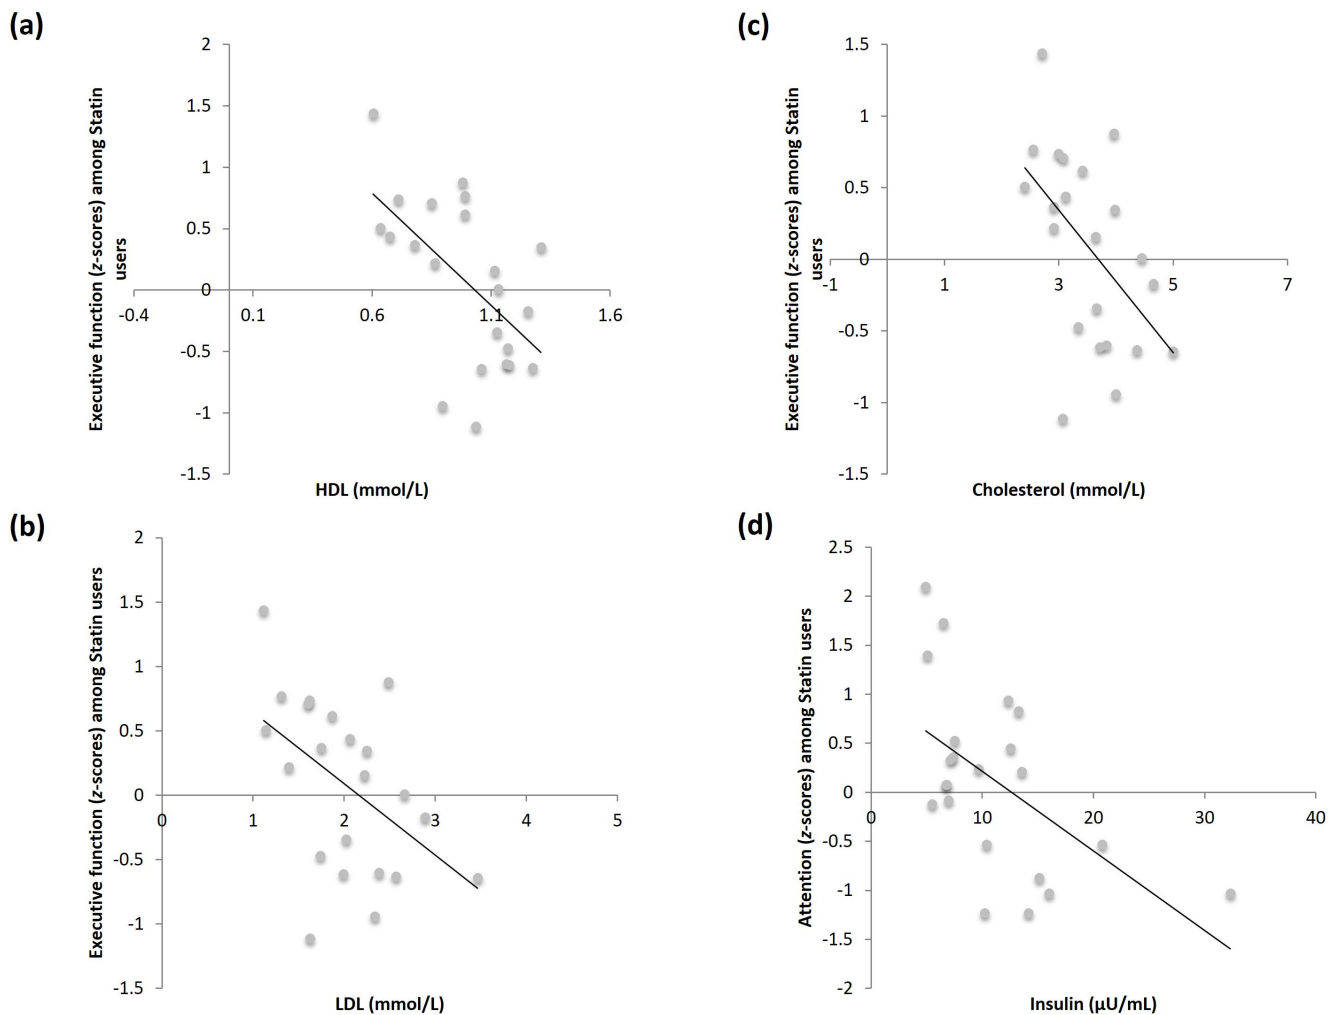 (a)
2
1.5
1
0.5
0
-0.5
-1
-1.5
-0.4 0.1 0.6 1.1 1.6
Executive function (z-scores) among Statin
users
HDL (mmol/L)
(c)
1.5
1
0.5
0
-0.5
-1
-1.5
-1 1 3 5 7
Executive function (z-scores) among Statin
users
Cholesterol (mmol/L)
(b)
2
1.5
1
0.5
0
-0.5
-1
-1.5
0 1 2 3 4 5
Executive function (z-scores) among Statin users
LDL (mmol/L)
(d)
2.5
2
1.5
1
0.5
0
-0.5
-1
-1.5
-2
0 10 20 30 40
Attention (z-scores) among Statin users
Insulin (μU/mL)